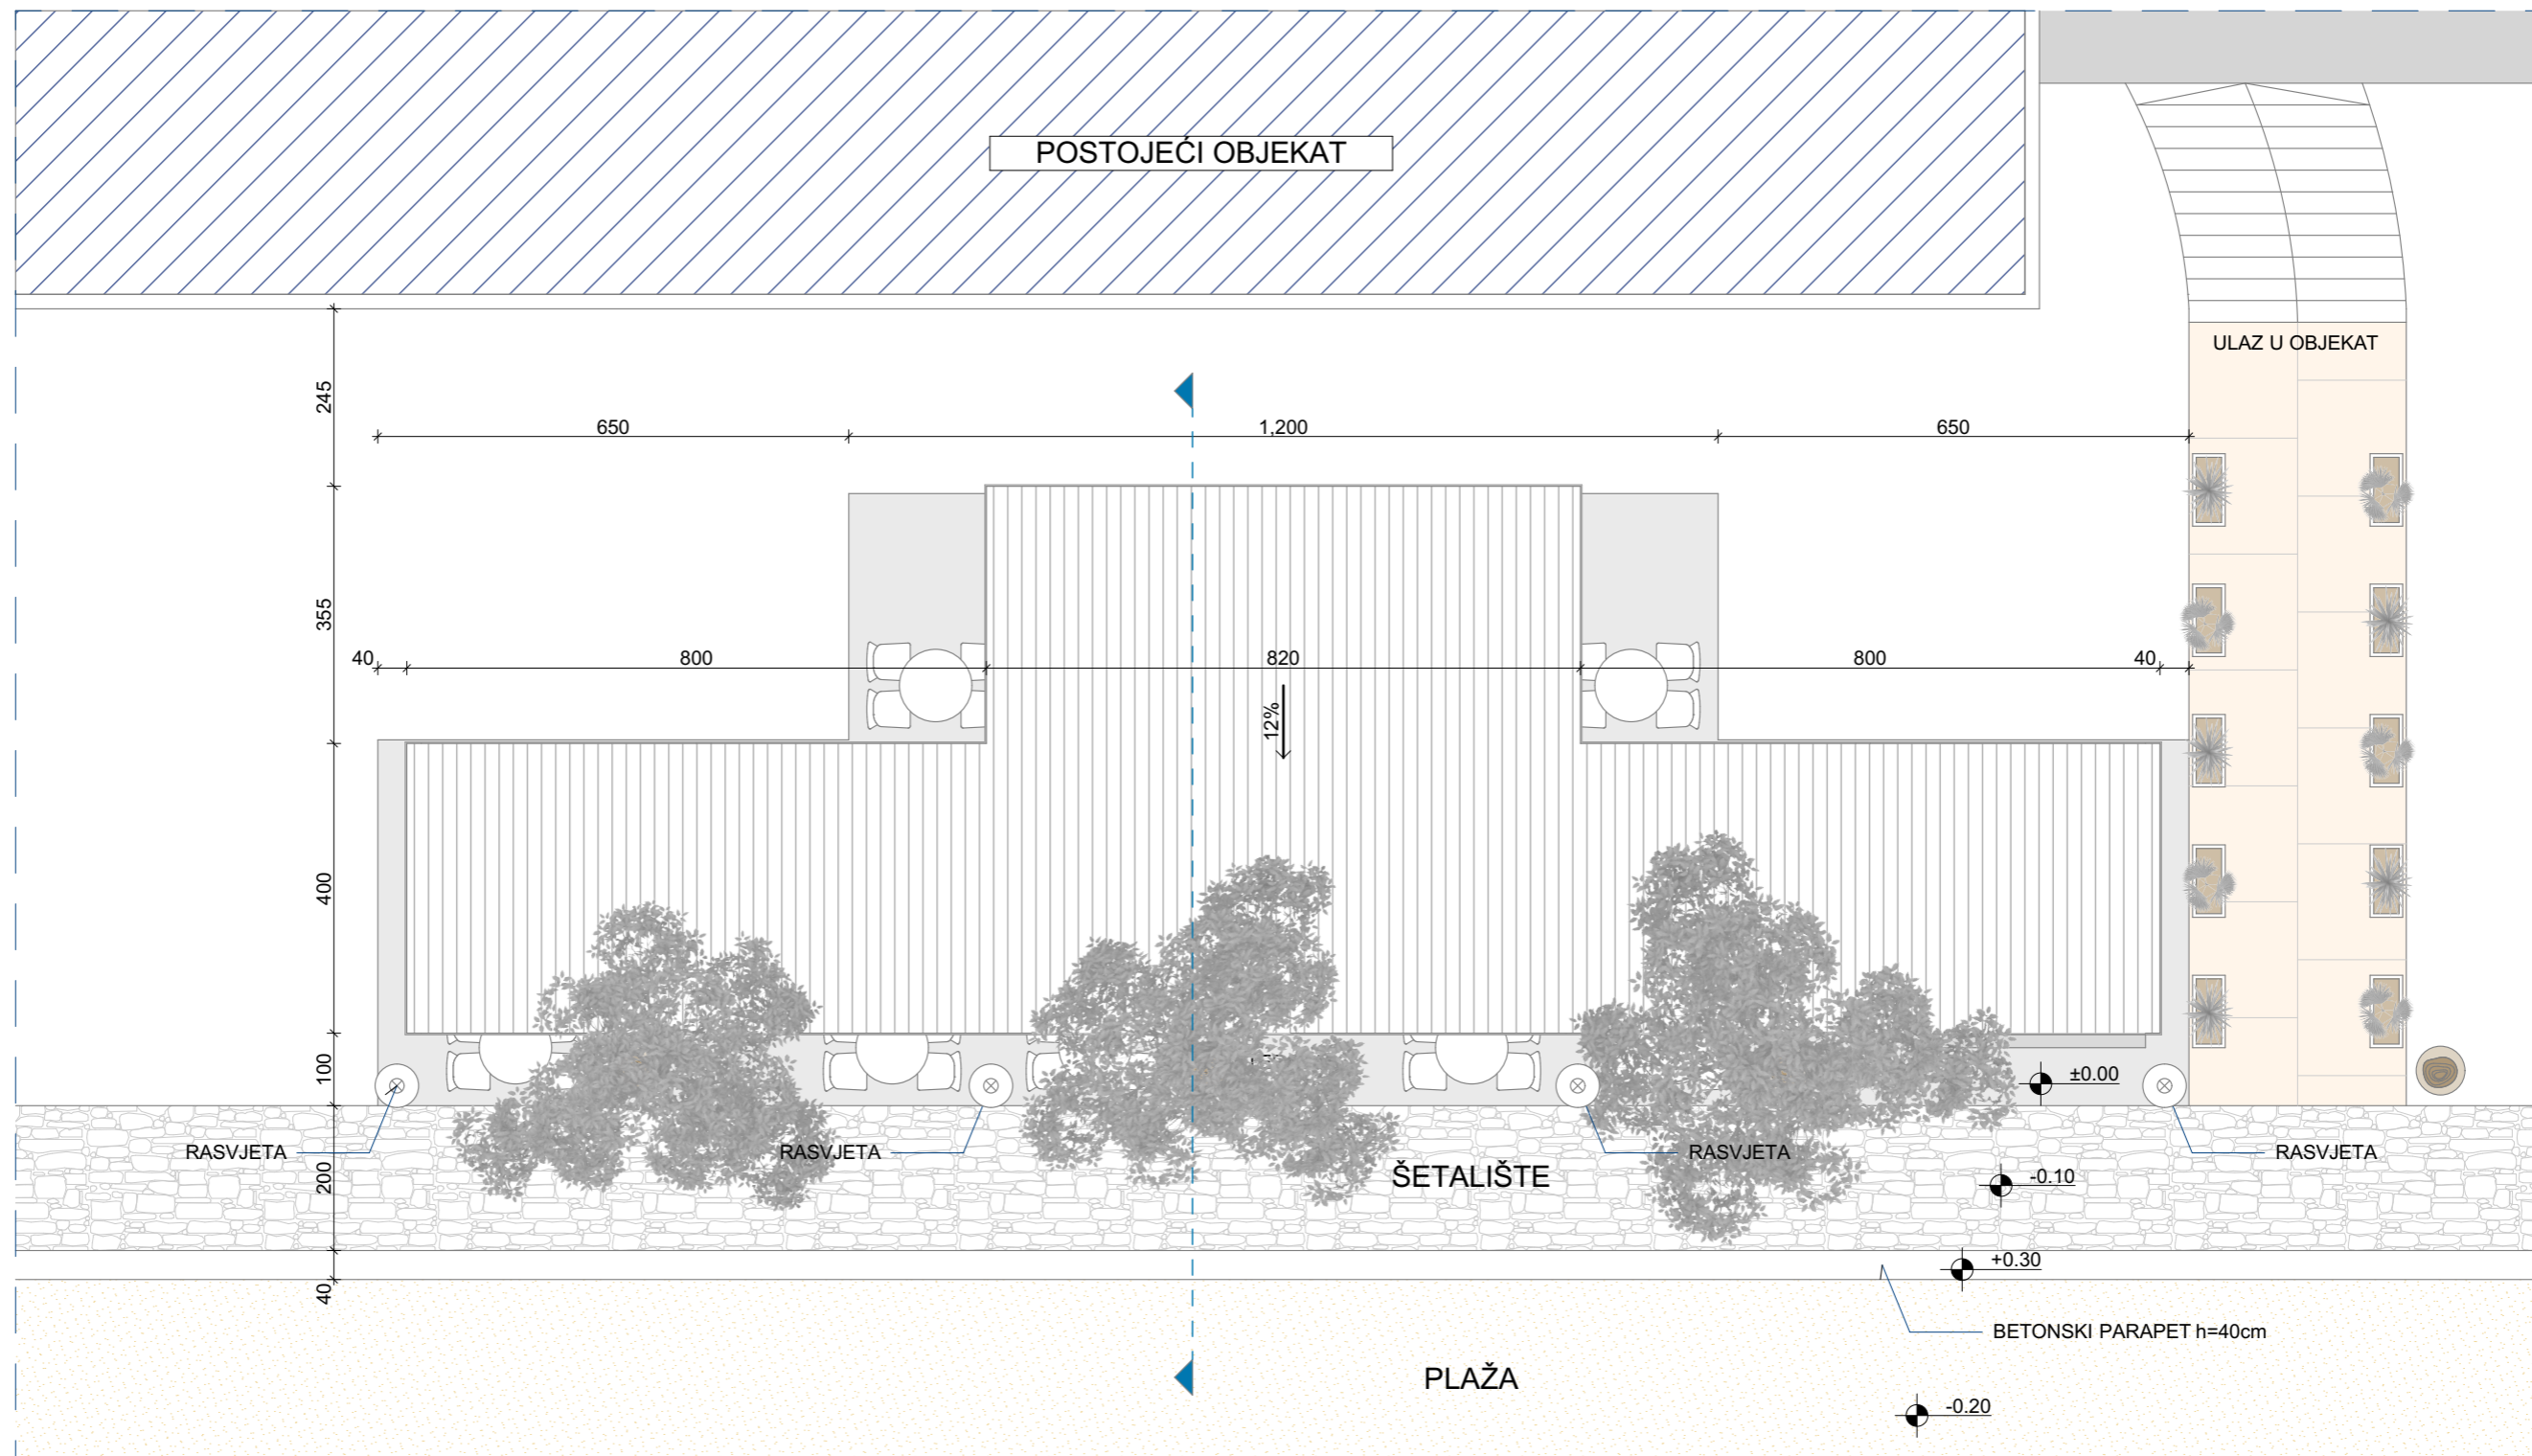 POSTOJEĆI OBJEKAT
ULAZ U OBJEKAT
245
650
1,200
650
355
40
800
820
800
40
12%
400
100
±0.00
RASVJETA
RASVJETA
RASVJETA
RASVJETA
200
ŠETALIŠTE
-0.10
+0.30
40
BETONSKI PARAPET h=40cm
PLAŽA
-0.20